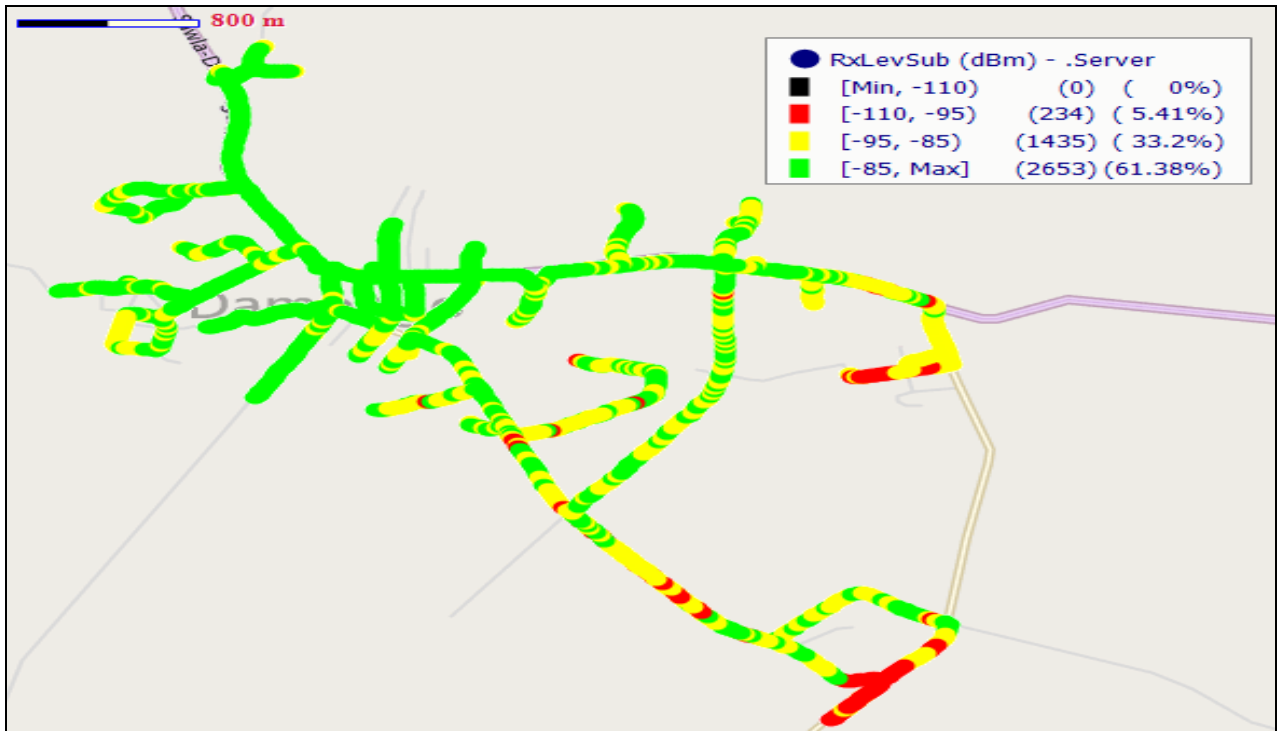 800 m
RxLevSub (dBm) - .Server
[Min, -110) (0) ( 0%)
[-110, -95) (234) ( 5.41%)
[-95, -85) (1435) ( 33.2%)
[-85, Max] (2653) (61.38%)